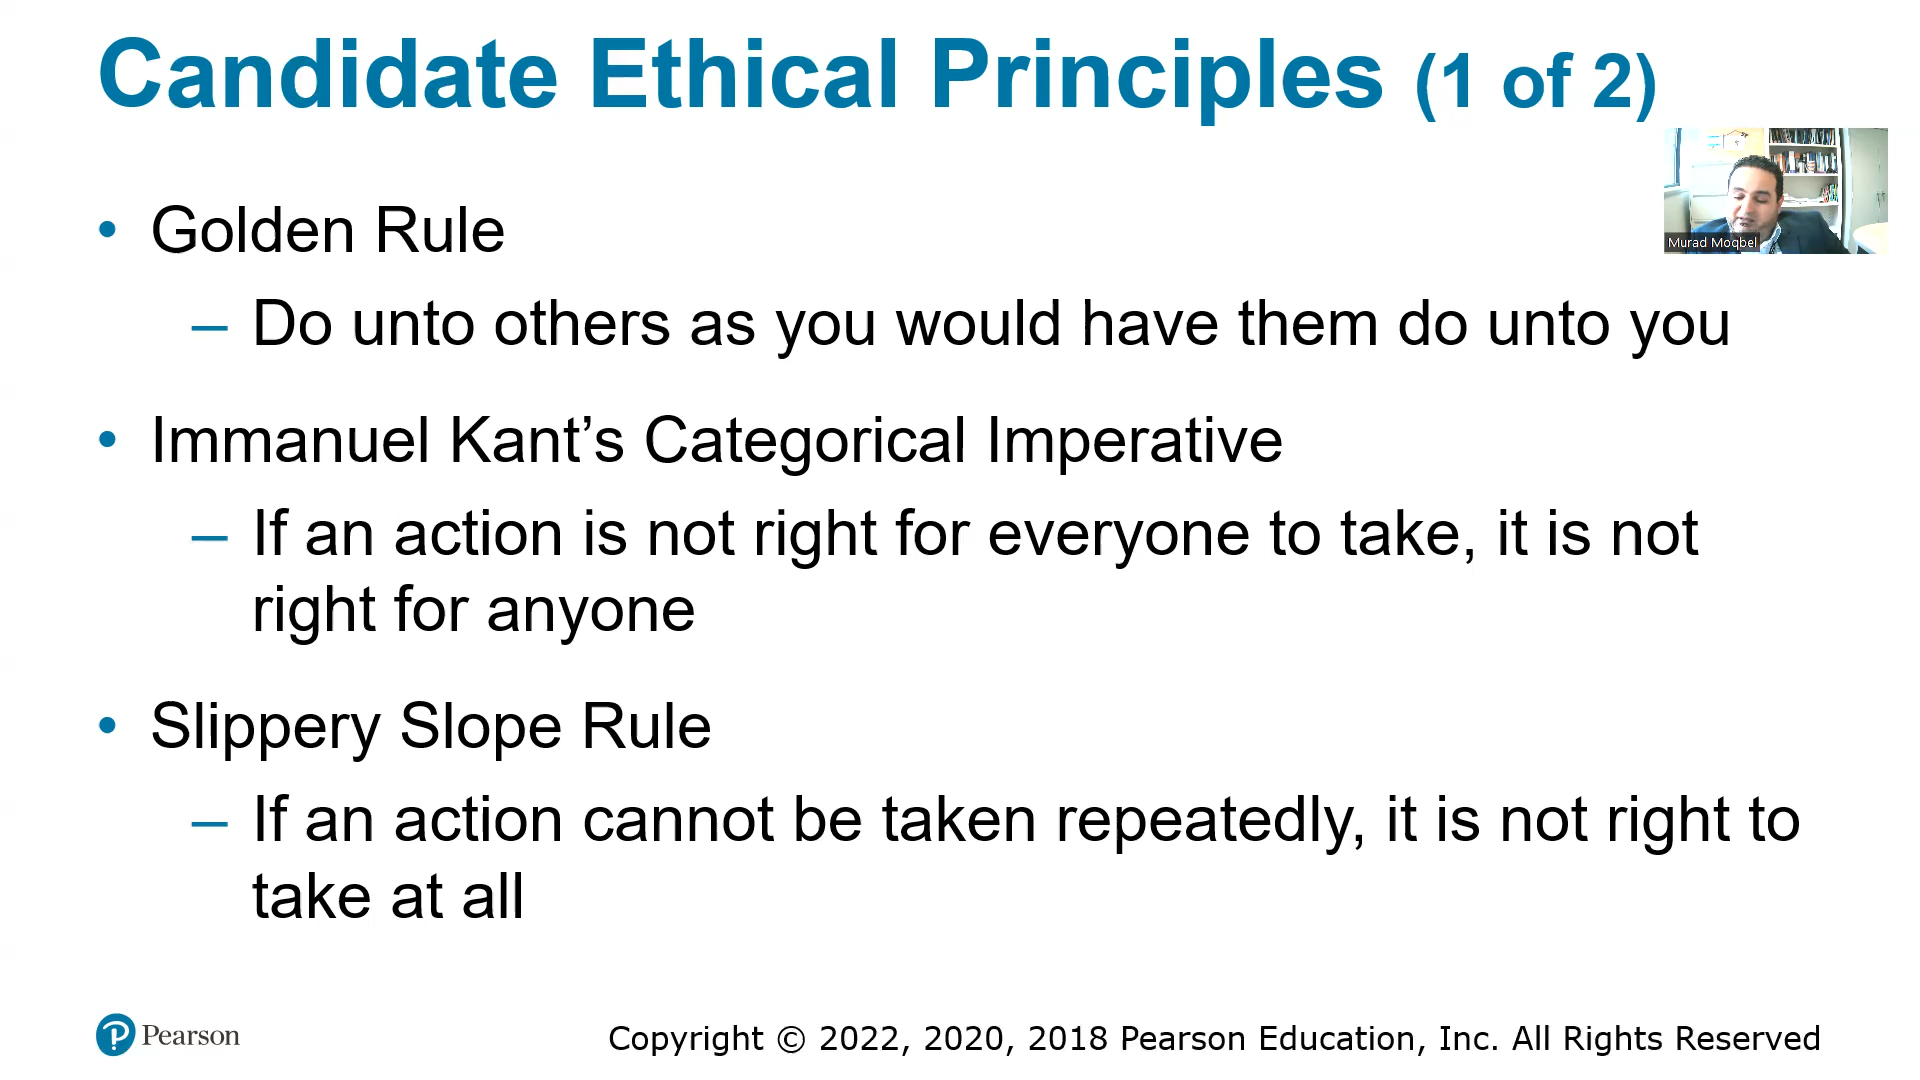 Candidate Ethical Principles (1 of 2)
Murad Moqbel
• Golden Rule
– Do unto others as you would have them do unto you
• Immanuel Kant’s Categorical Imperative
– If an action is not right for everyone to take, it is not
right for anyone
• Slippery Slope Rule
– If an action cannot be taken repeatedly, it is not right to
take at all
Pearson
Copyright © 2022, 2020, 2018 Pearson Education, Inc. All Rights Reserved